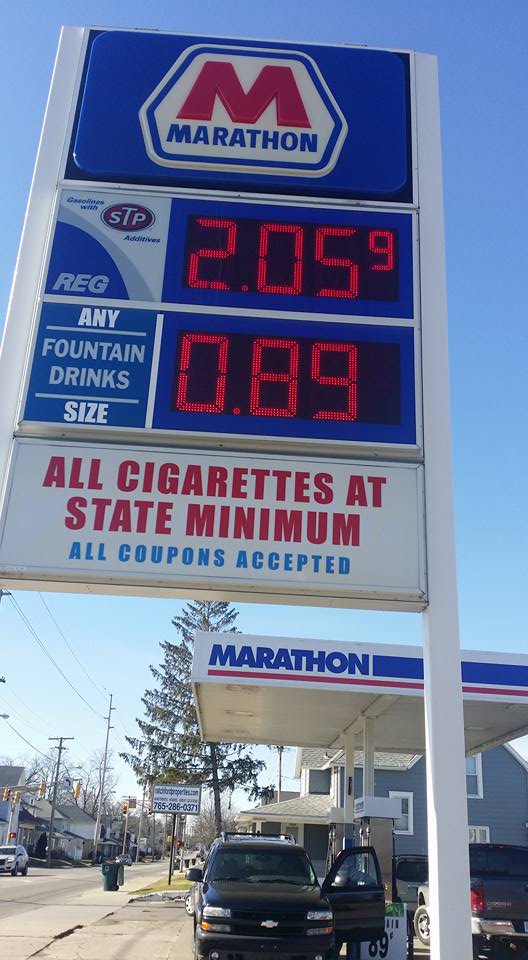 M
MARATHON
Gasolines
with
STP
Additives
REG
2.05 9
ANY
FOUNTAIN
DRINKS
SIZE
0.89
ALL CIGARETTES AT
STATE MINIMUM
ALL COUPONS ACCEPTED
MARATHON
765-286-0371
89¢